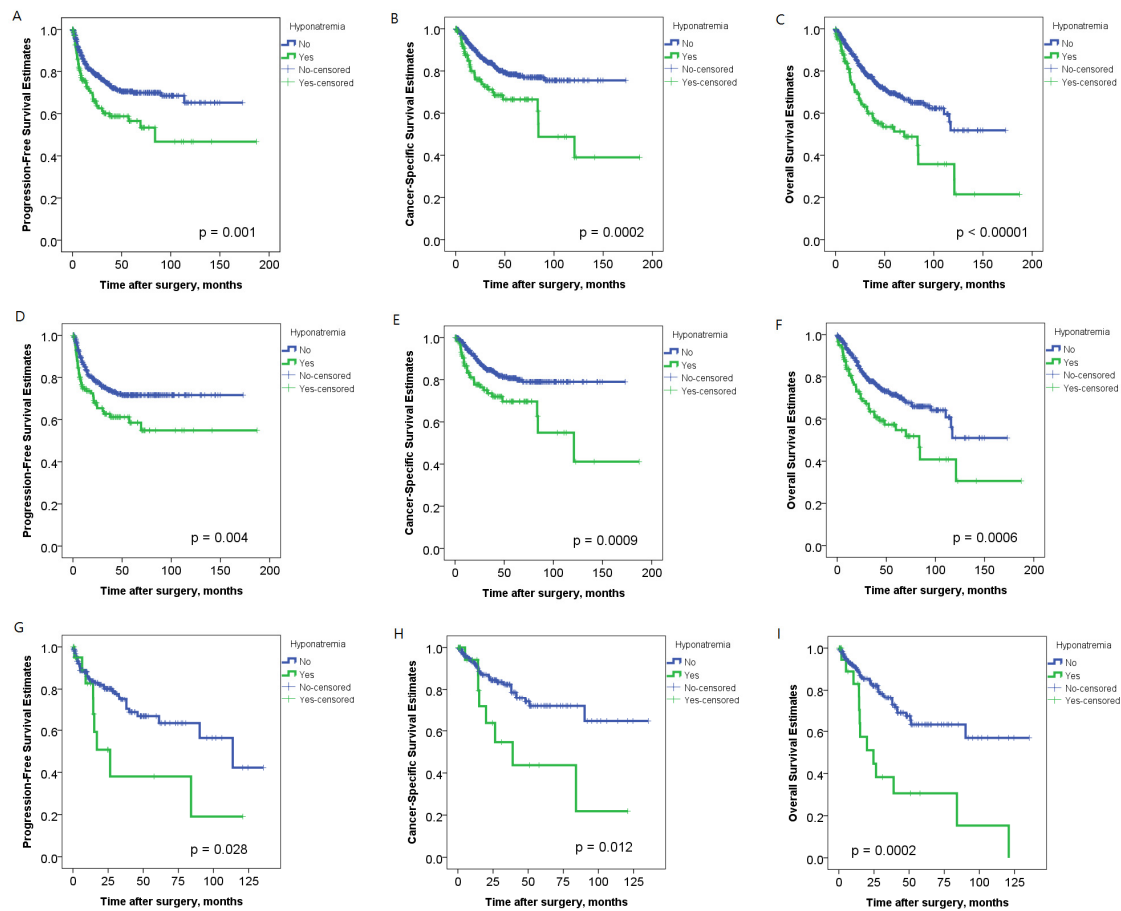 A
Progression-Free Survival Estimates
1.0
0.8
0.6
0.4
0.2
0.0
0 50 100 150 200
Time after surgery, months
p = 0.001
Hyponatremia
No
Yes
No-censored
Yes-censored
B
Cancer-Specific Survival Estimates
1.0
0.8
0.6
0.4
0.2
0.0
0 50 100 150 200
Time after surgery, months
p = 0.0002
Hyponatremia
No
Yes
No-censored
Yes-censored
C
Overall Survival Estimates
1.0
0.8
0.6
0.4
0.2
0.0
0 50 100 150 200
Time after surgery, months
p < 0.00001
Hyponatremia
No
Yes
No-censored
Yes-censored
D
Progression-Free Survival Estimates
1.0
0.8
0.6
0.4
0.2
0.0
0 50 100 150 200
Time after surgery, months
p = 0.004
Hyponatremia
No
Yes
No-censored
Yes-censored
E
Cancer-Specific Survival Estimates
1.0
0.8
0.6
0.4
0.2
0.0
0 50 100 150 200
Time after surgery, months
p = 0.0009
Hyponatremia
No
Yes
No-censored
Yes-censored
F
Overall Survival Estimates
1.0
0.8
0.6
0.4
0.2
0.0
0 50 100 150 200
Time after surgery, months
p = 0.0006
Hyponatremia
No
Yes
No-censored
Yes-censored
G
Progression-Free Survival Estimates
1.0
0.8
0.6
0.4
0.2
0.0
0 25 50 75 100 125
Time after surgery, months
p = 0.028
Hyponatremia
No
Yes
No-censored
Yes-censored
H
Cancer-Specific Survival Estimates
1.0
0.8
0.6
0.4
0.2
0.0
0 25 50 75 100 125
Time after surgery, months
p = 0.012
Hyponatremia
No
Yes
No-censored
Yes-censored
I
Overall Survival Estimates
1.0
0.8
0.6
0.4
0.2
0.0
0 25 50 75 100 125
Time after surgery, months
p = 0.0002
Hyponatremia
No
Yes
No-censored
Yes-censored